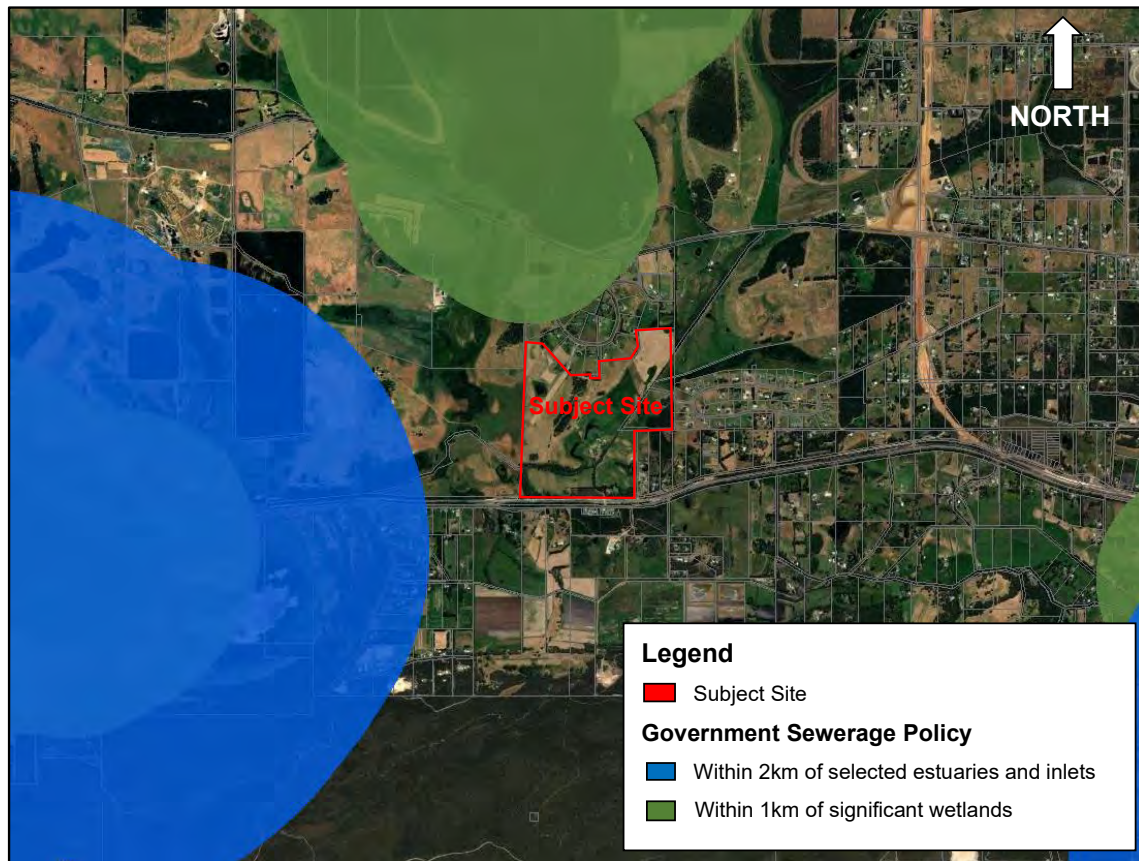 NORTH
Subject Site
Legend
Subject Site
Government Sewerage Policy
Within 2km of selected estuaries and inlets
Within 1km of significant wetlands